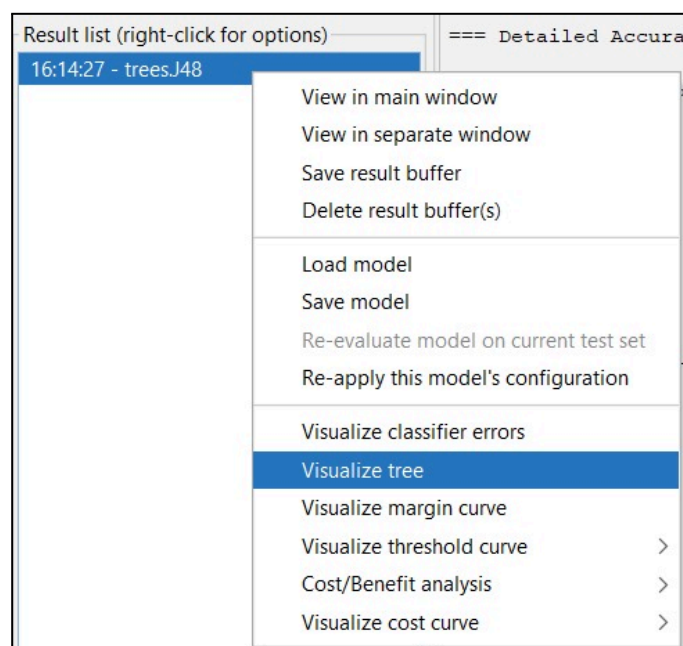 Result list (right-click for options)
=== Detailed Accura
16:14:27 - trees.J48
View in main window
View in separate window
Save result buffer
Delete result buffer(s)
Load model
Save model
Re-evaluate model on current test set
Re-apply this model's configuration
Visualize classifier errors
Visualize tree
Visualize margin curve
Visualize threshold curve
Cost/Benefit analysis
Visualize cost curve